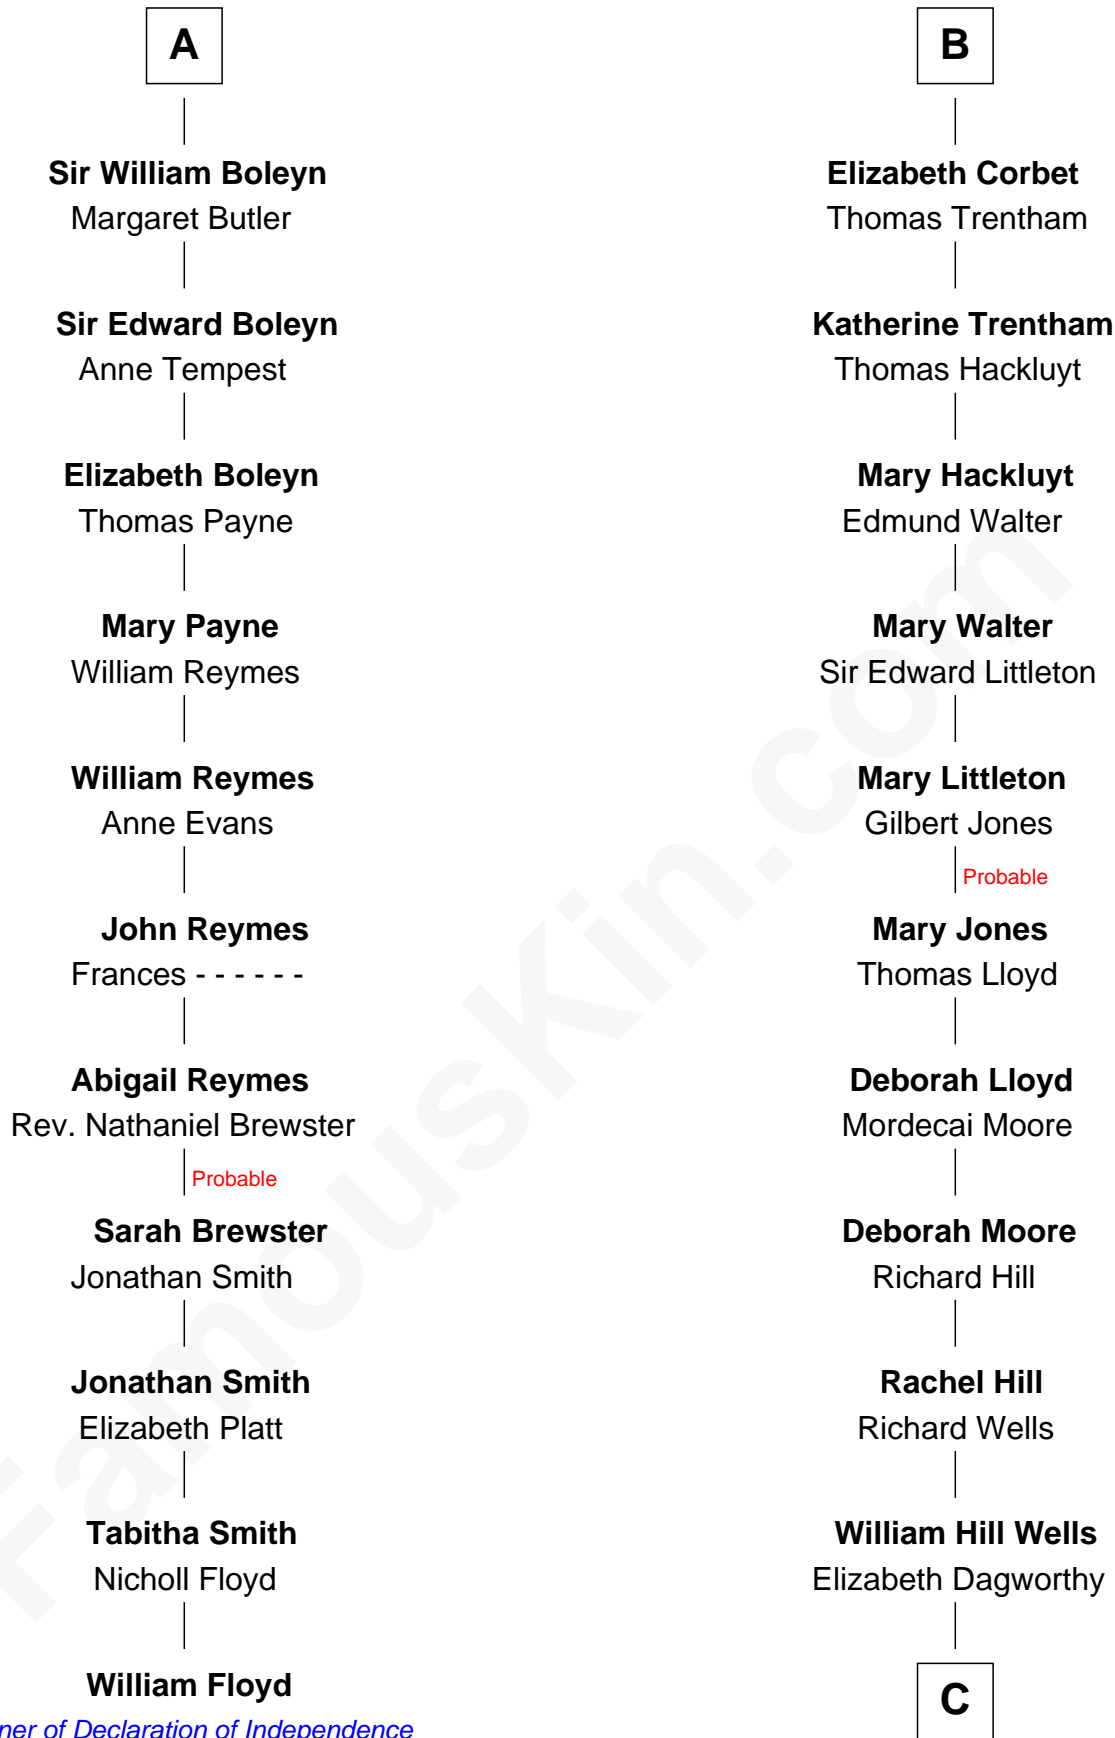 A
Sir William Boleyn
Margaret Butler
Sir Edward Boleyn
Anne Tempest
Elizabeth Boleyn
Thomas Payne
Mary Payne
William Reymes
William Reymes
Anne Evans
John Reymes
Frances - - - - - -
Abigail Reymes
Rev. Nathaniel Brewster
Probable
Sarah Brewster
Jonathan Smith
Jonathan Smith
Elizabeth Platt
Tabitha Smith
Nicholl Floyd
William Floyd
ner of Declaration of Independence
B
Elizabeth Corbet
Thomas Trentham
Katherine Trentham
Thomas Hackluyt
Mary Hackluyt
Edmund Walter
Mary Walter
Sir Edward Littleton
Mary Littleton
Gilbert Jones
Probable
Mary Jones
Thomas Lloyd
Deborah Lloyd
Mordecai Moore
Deborah Moore
Richard Hill
Rachel Hill
Richard Wells
William Hill Wells
Elizabeth Dagworthy
C
FamousKin.com